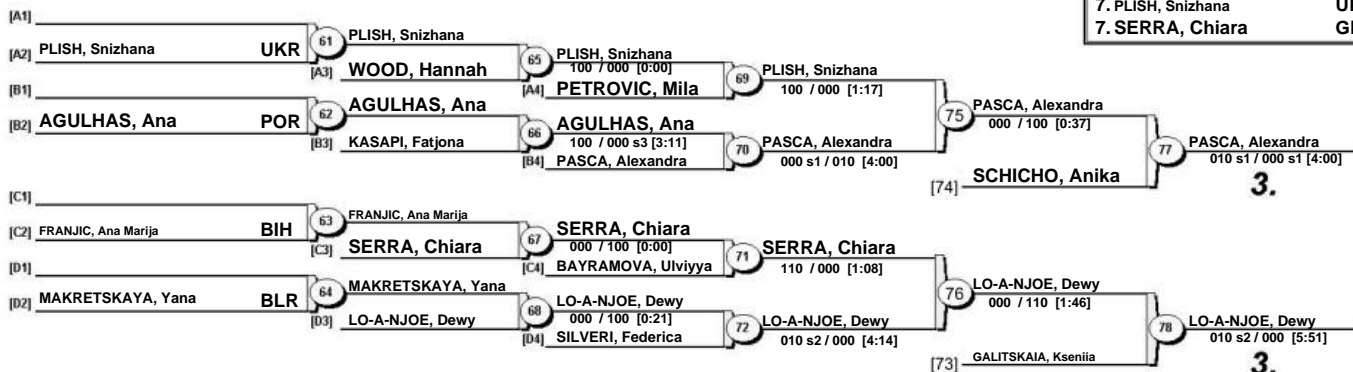 7. PLISH, Snizhana
7. SERRA, Chiara
[A1]
[A2] PLISH, Snizhana UKR
61
PLISH, Snizhana
[A3] WOOD, Hannah
65
PLISH, Snizhana
100 / 000 [0:00]
[A4] PETROVIC, Mila
69
PLISH, Snizhana
100 / 000 [1:17]
[B1]
[B2] AGULHAS, Ana POR
62
AGULHAS, Ana
[B3] KASAPI, Fatjona
66
AGULHAS, Ana
100 / 000 s3 [3:11]
[B4] PASCA, Alexandra
70
PASCA, Alexandra
000 s1 / 010 [4:00]
75
PASCA, Alexandra
000 / 100 [0:37]
[74] SCHICHO, Anika
77
PASCA, Alexandra
010 s1 / 000 s1 [4:00]
3.
[C1]
[C2] FRANJIC, Ana Marija BIH
63
FRANJIC, Ana Marija
[C3] SERRA, Chiara
67
SERRA, Chiara
000 / 100 [0:00]
[C4] BAYRAMOVA, Ulviyya
71
SERRA, Chiara
110 / 000 [1:08]
[D1]
[D2] MAKRETSKAYA, Yana BLR
64
MAKRETSKAYA, Yana
[D3] LO-A-NJOE, Dewy
68
LO-A-NJOE, Dewy
000 / 100 [0:21]
[D4] SILVERI, Federica
72
LO-A-NJOE, Dewy
010 s2 / 000 [4:14]
76
LO-A-NJOE, Dewy
000 / 110 [1:46]
[73] GALITSKAIA, Kseniia
78
LO-A-NJOE, Dewy
010 s2 / 000 [5:51]
3.